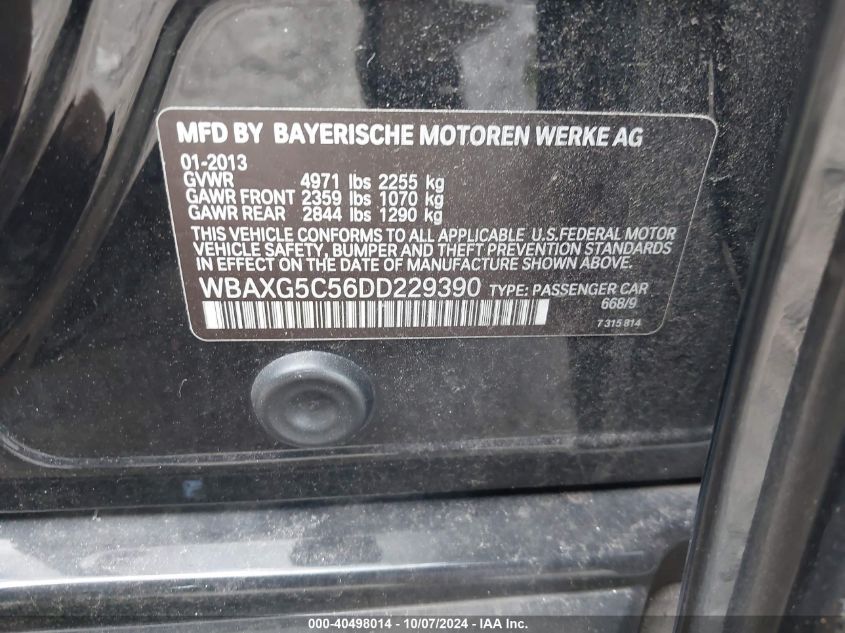 MFD BY BAYERISCHE MOTOREN WERKE AG
01-2013
GVWR 4971 lbs 2255 kg
GAWR FRONT 2359 lbs 1070 kg
GAWR REAR 2844 lbs 1290 kg
THIS VEHICLE CONFORMS TO ALL APPLICABLE U.S.FEDERAL MOTOR
VEHICLE SAFETY, BUMPER AND THEFT PREVENTION STANDARDS
IN EFFECT ON THE DATE OF MANUFACTURE SHOWN ABOVE.
WBAXG5C56DD229390 TYPE: PASSENGER CAR
668/9
7 315 814
000-40498014 - 10/07/2024 - IAA Inc.